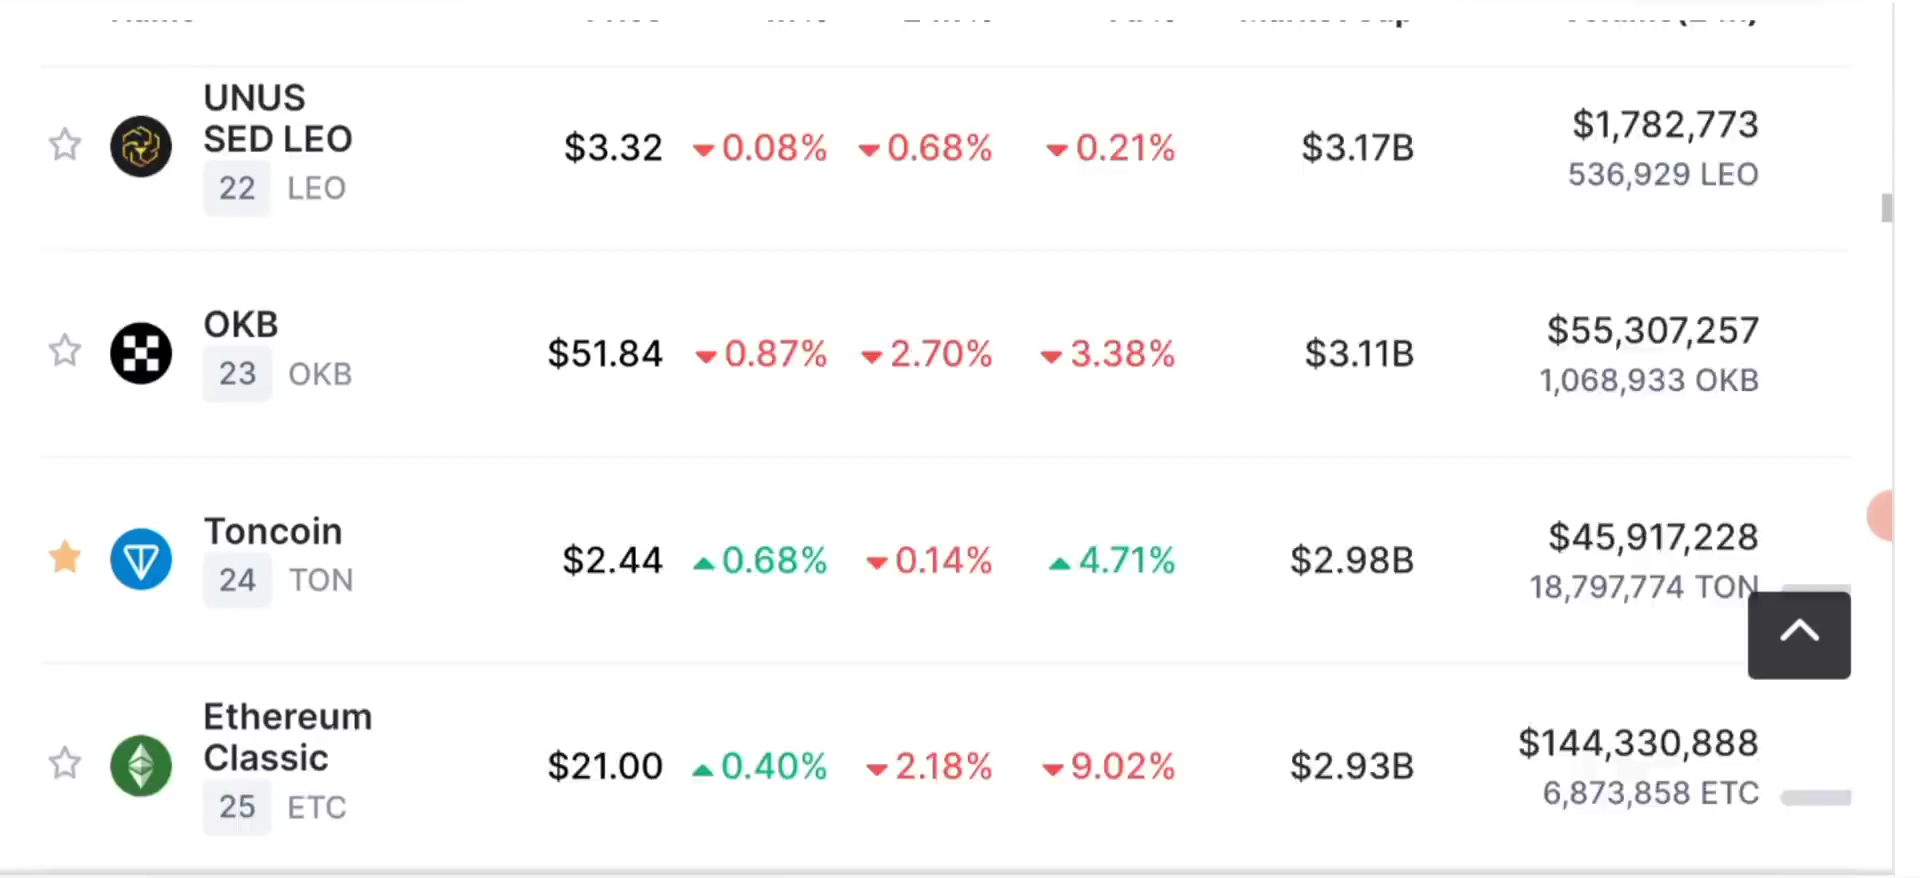 UNUS
SED LEO
22 LEO
$3.32 0.08% 0.68% 0.21% $3.17B
$1,782,773
536,929 LEO
OKB
23 OKB
$51.84 0.87% 2.70% 3.38% $3.11B
$55,307,257
1,068,933 OKB
Toncoin
24 TON
$2.44 0.68% 0.14% 4.71% $2.98B
$45,917,228
18,797,774 TON
Ethereum
Classic
25 ETC
$21.00 0.40% 2.18% 9.02% $2.93B
$144,330,888
6,873,858 ETC